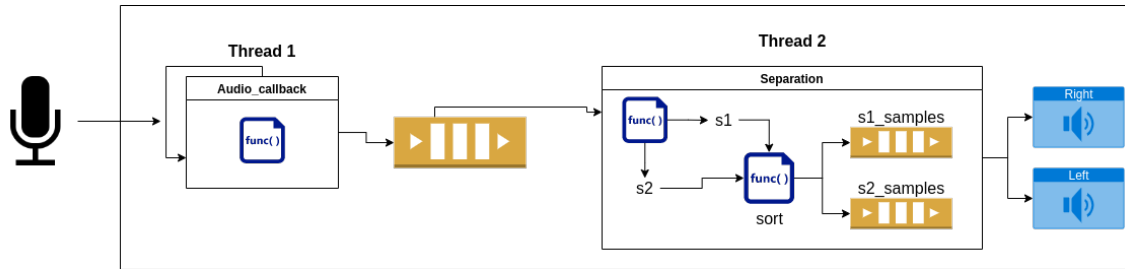 Thread 1
Audio_callback
func( )
Thread 2
Separation
func( )
s1
s2
func( )
sort
s1_samples
s2_samples
Right
Left